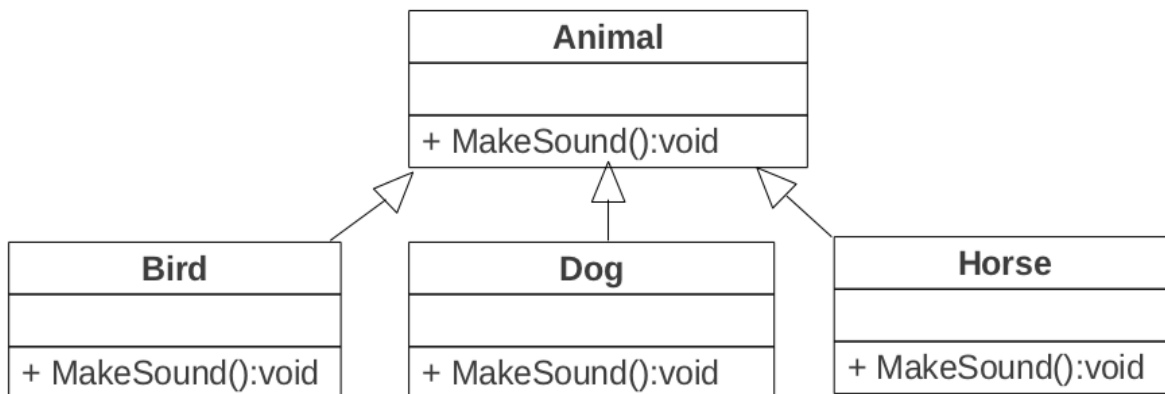 Animal
+ MakeSound():void
Bird
Dog
Horse
+ MakeSound():void
+ MakeSound():void
+ MakeSound():void